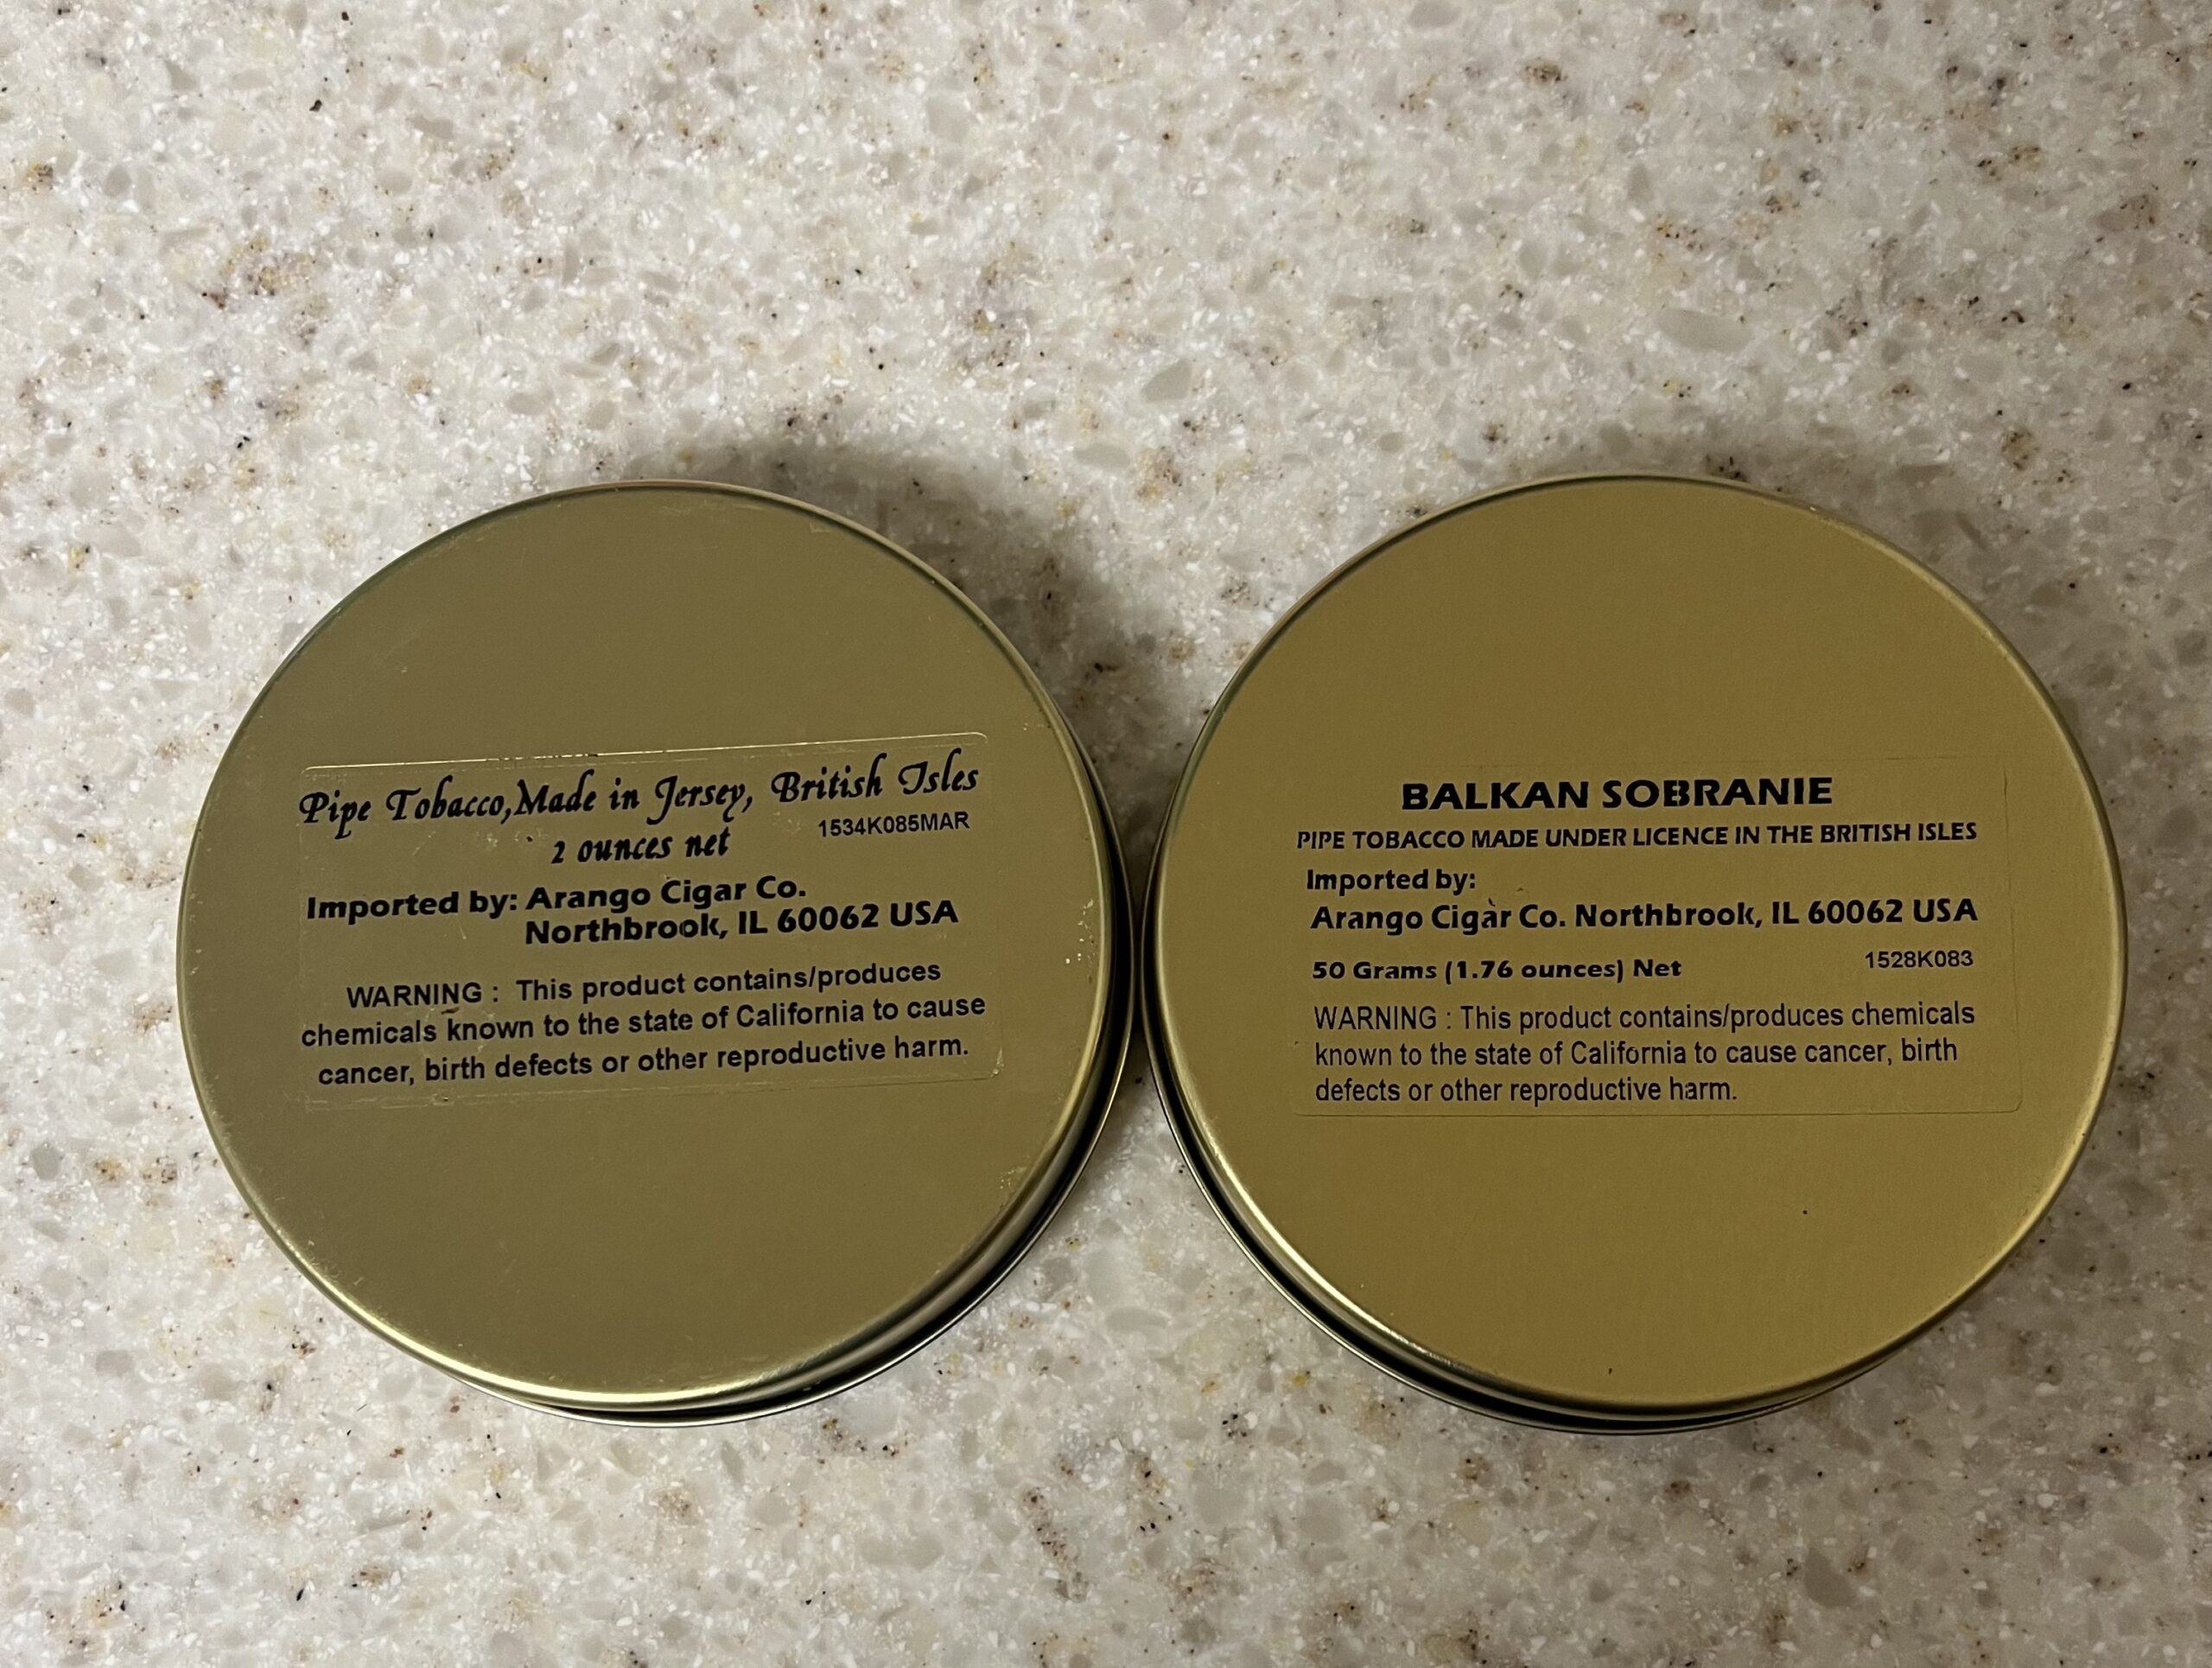 Pipe Tobacco,Made in Jersey, British Isles
2 ounces net 1534K085MAR
Imported by: Arango Cigar Co.
Northbrook, IL 60062 USA
WARNING : This product contains/produces
chemicals known to the state of California to cause
cancer, birth defects or other reproductive harm.
BALKAN SOBRANIE
PIPE TOBACCO MADE UNDER LICENCE IN THE BRITISH ISLES
Imported by:
Arango Cigar Co. Northbrook, IL 60062 USA
50 Grams (1.76 ounces) Net 1528K083
WARNING : This product contains/produces chemicals
known to the state of California to cause cancer, birth
defects or other reproductive harm.